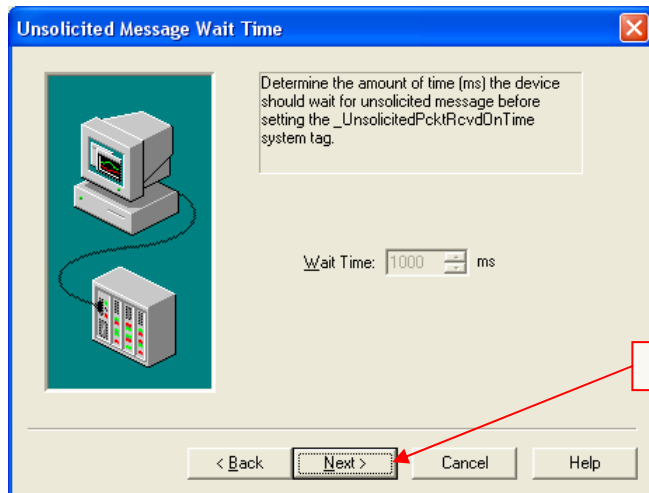 Unsolicited Message Wait Time
Determine the amount of time (ms) the device
should wait for unsolicited message before
setting the _UnsolicitedPcktRcvdOnTime
system tag.
Wait Time: 1000 ms
< Back Next > Cancel Help